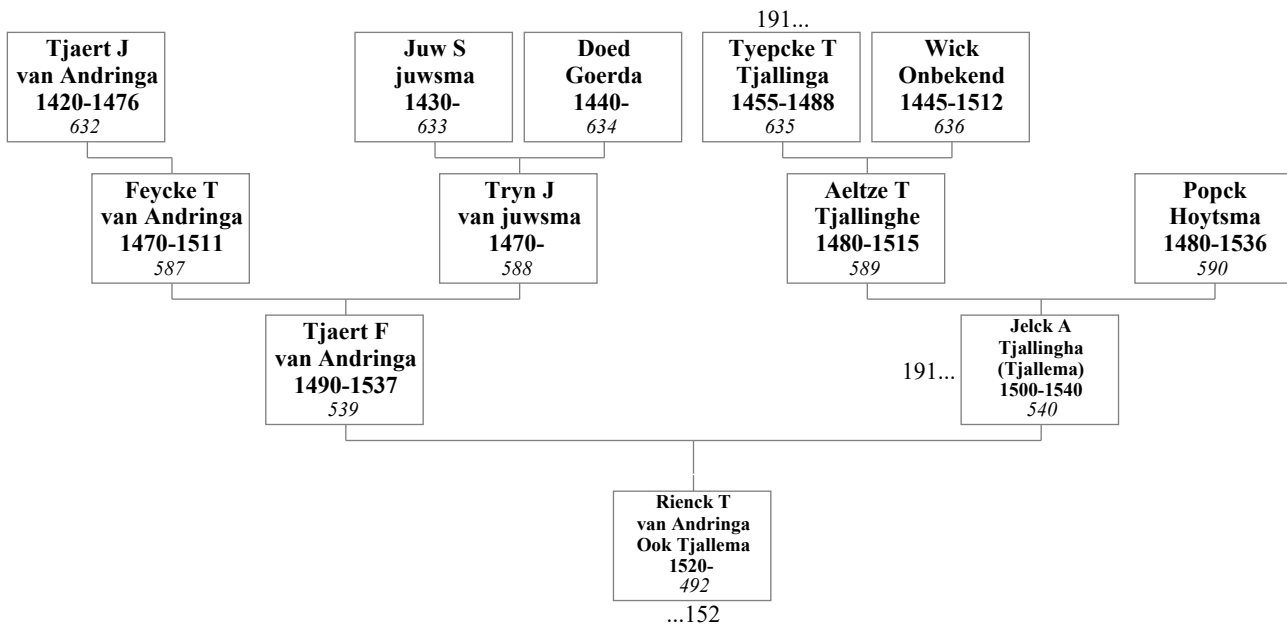 191...
Tjaert J
van Andringa
1420-1476
632
Juw S
juwsma
1430-
633
Doed
Goerda
1440-
634
Tyepcke T
Tjallinga
1455-1488
635
Wick
Onbekend
1445-1512
636
Feycke T
van Andringa
1470-1511
587
Tryn J
van juwsma
1470-
588
Aeltze T
Tjallinghe
1480-1515
589
Popck
Hoytsma
1480-1536
590
Tjaert F
van Andringa
1490-1537
539
191...
Jelck A
Tjallingha
(Tjallema)
1500-1540
540
Rienck T
van Andringa
Ook Tjallema
1520-
492
...152